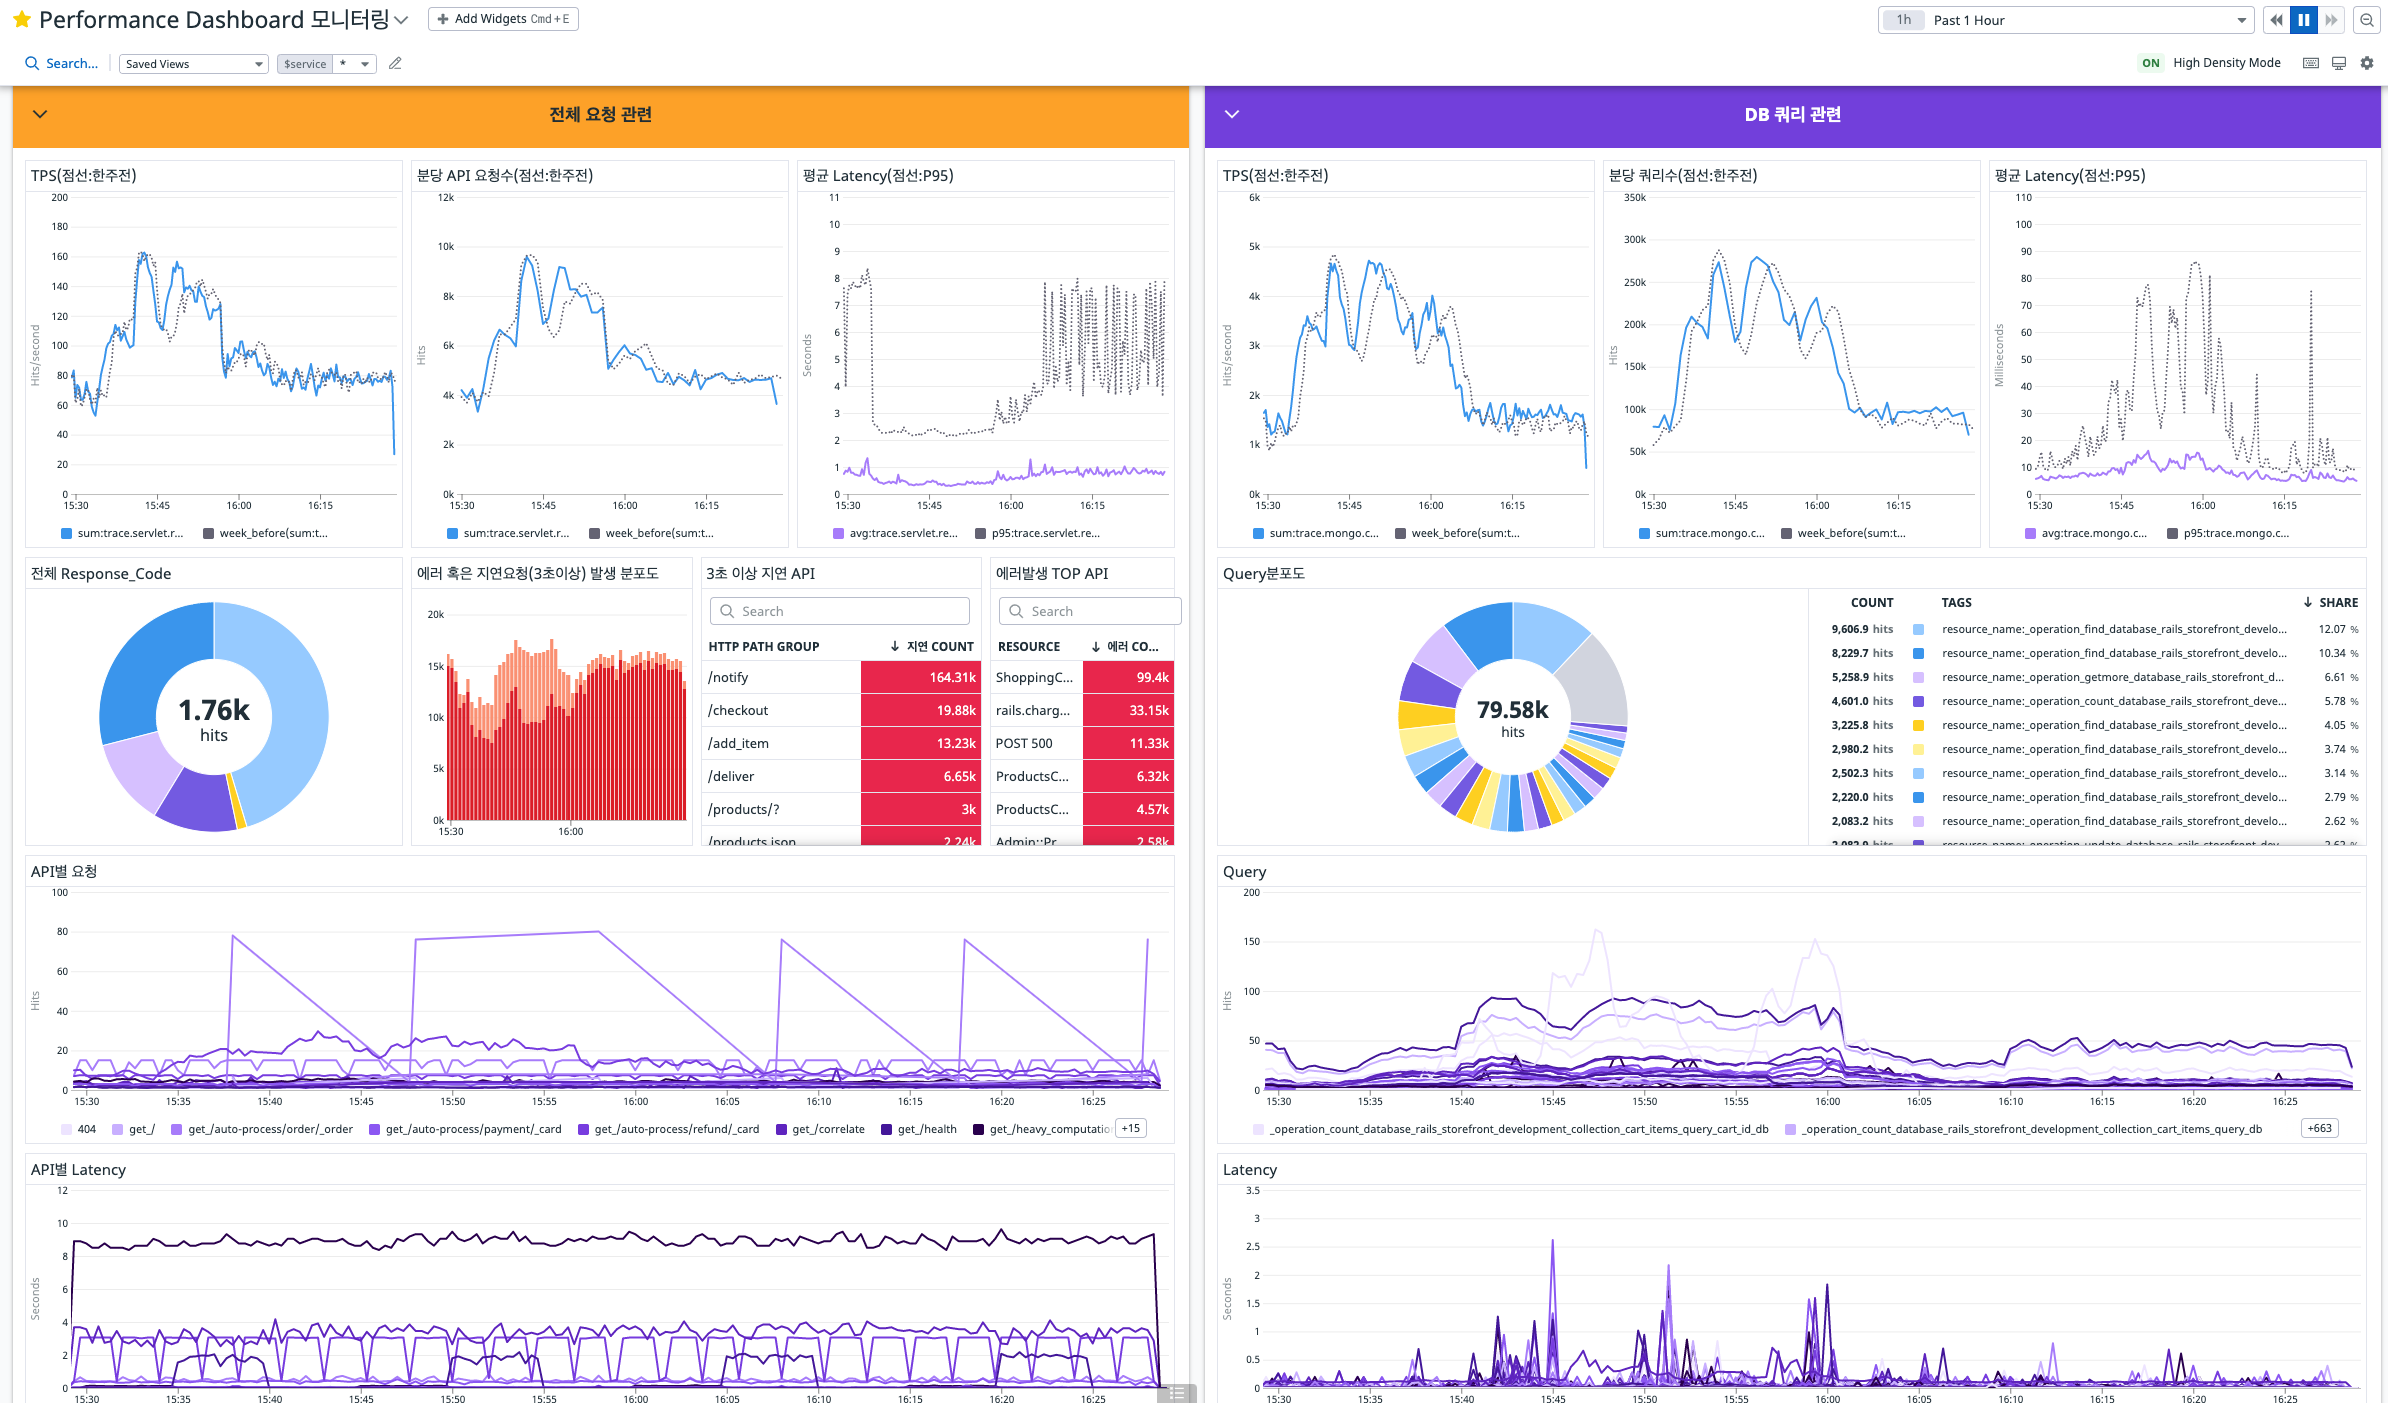 Performance Dashboard 모니터링
Add Widgets Cmd+E
1h Past 1 Hour
Search...
Saved Views
$service *
ON High Density Mode
전체 요청 관련
TPS(점선:한주전)
200
180
160
140
120
100
80
60
40
20
0
Hits/second
15:30 15:45 16:00 16:15
sum:trace.servlet.r... week_before(sum:t...
분당 API 요청수(점선:한주전)
12k
10k
8k
6k
4k
2k
0k
Hits
15:30 15:45 16:00 16:15
sum:trace.servlet.r... week_before(sum:t...
평균 Latency(점선:P95)
11
10
9
8
7
6
5
4
3
2
1
0
Seconds
15:30 15:45 16:00 16:15
avg:trace.servlet.re... p95:trace.servlet.re...
전체 Response_Code
1.76k
hits
에러 혹은 지연요청(3초이상) 발생 분포도
20k
15k
10k
5k
0k
15:30 16:00
3초 이상 지연 API
Search
HTTP PATH GROUP 지연 COUNT
/notify 164.31k
/checkout 19.88k
/add_item 13.23k
/deliver 6.65k
/products/? 3k
/products.json 2.24k
에러발생 TOP API
Search
RESOURCE 에러 CO...
ShoppingC... 99.4k
rails.charg... 33.15k
POST 500 11.33k
ProductsC... 6.32k
ProductsC... 4.57k
Admin::Pr... 2.58k
API별 요청
100
80
60
40
20
0
Hits
15:30 15:35 15:40 15:45 15:50 15:55 16:00 16:05 16:10 16:15 16:20 16:25
404 get_/ get_/auto-process/order/_order get_/auto-process/payment/_card get_/auto-process/refund/_card get_/correlate get_/health get_/heavy_computatio +15
API별 Latency
12
10
8
6
4
2
0
Seconds
15:30 15:35 15:40 15:45 15:50 15:55 16:00 16:05 16:10 16:15 16:20 16:25
DB 쿼리 관련
TPS(점선:한주전)
6k
5k
4k
3k
2k
1k
0k
Hits/second
15:30 15:45 16:00 16:15
sum:trace.mongo.c... week_before(sum:t...
분당 쿼리수(점선:한주전)
350k
300k
250k
200k
150k
100k
50k
0k
Hits
15:30 15:45 16:00 16:15
sum:trace.mongo.c... week_before(sum:t...
평균 Latency(점선:P95)
110
100
90
80
70
60
50
40
30
20
10
0
Milliseconds
15:30 15:45 16:00 16:15
avg:trace.mongo.c... p95:trace.mongo.c...
Query분포도
79.58k
hits
COUNT TAGS SHARE
9,606.9 hits resource_name:_operation_find_database_rails_storefront_develo... 12.07 %
8,229.7 hits resource_name:_operation_find_database_rails_storefront_develo... 10.34 %
5,258.9 hits resource_name:_operation_getmore_database_rails_storefront_d... 6.61 %
4,601.0 hits resource_name:_operation_count_database_rails_storefront_deve... 5.78 %
3,225.8 hits resource_name:_operation_find_database_rails_storefront_develo... 4.05 %
2,980.2 hits resource_name:_operation_find_database_rails_storefront_develo... 3.74 %
2,502.3 hits resource_name:_operation_find_database_rails_storefront_develo... 3.14 %
2,220.0 hits resource_name:_operation_find_database_rails_storefront_develo... 2.79 %
2,083.2 hits resource_name:_operation_find_database_rails_storefront_develo... 2.62 %
2,082.9 hits resource_name:_operation_update_database_rails_storefront_dev... 2.62 %
Query
200
150
100
50
0
Hits
15:30 15:35 15:40 15:45 15:50 15:55 16:00 16:05 16:10 16:15 16:20 16:25
_operation_count_database_rails_storefront_development_collection_cart_items_query_cart_id_db _operation_count_database_rails_storefront_development_collection_cart_items_query_db +663
Latency
3.5
3
2.5
2
1.5
1
0.5
0
Seconds
15:30 15:35 15:40 15:45 15:50 15:55 16:00 16:05 16:10 16:15 16:20 16:25